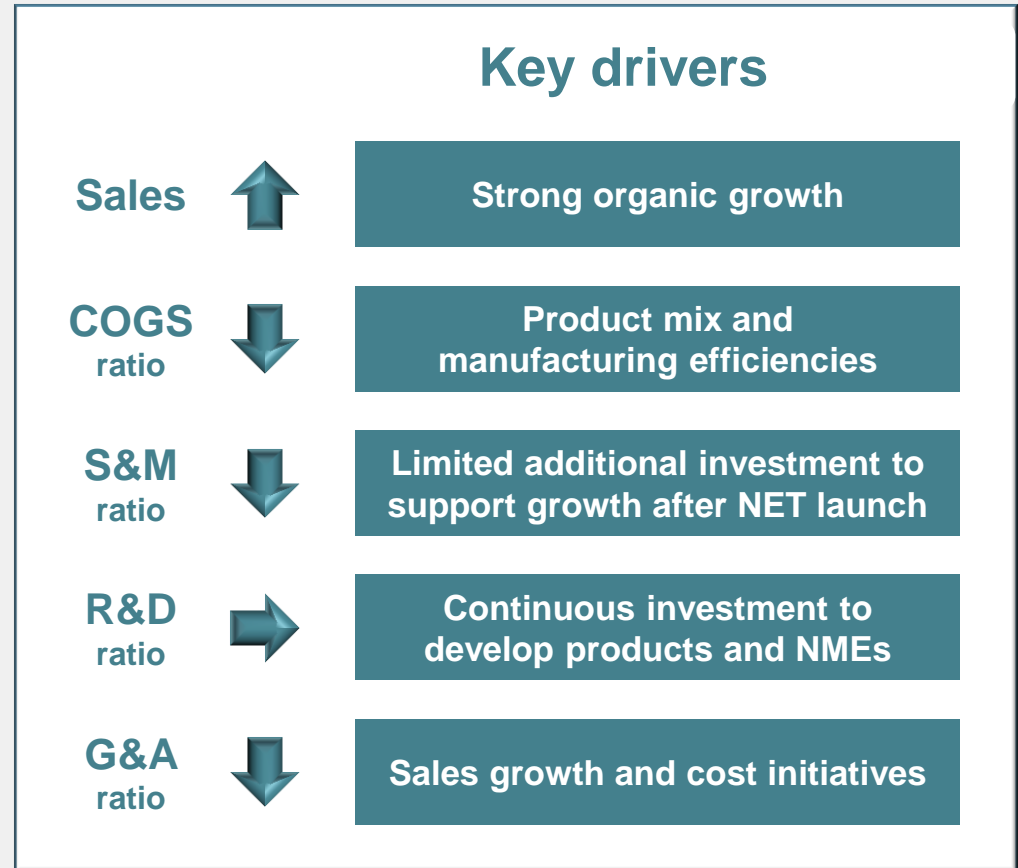 Key drivers
Sales
Strong organic growth
COGS
ratio
Product mix and
manufacturing efficiencies
S&M
ratio
Limited additional investment to
support growth after NET launch
R&D
ratio
Continuous investment to
develop products and NMEs
G&A
ratio
Sales growth and cost initiatives